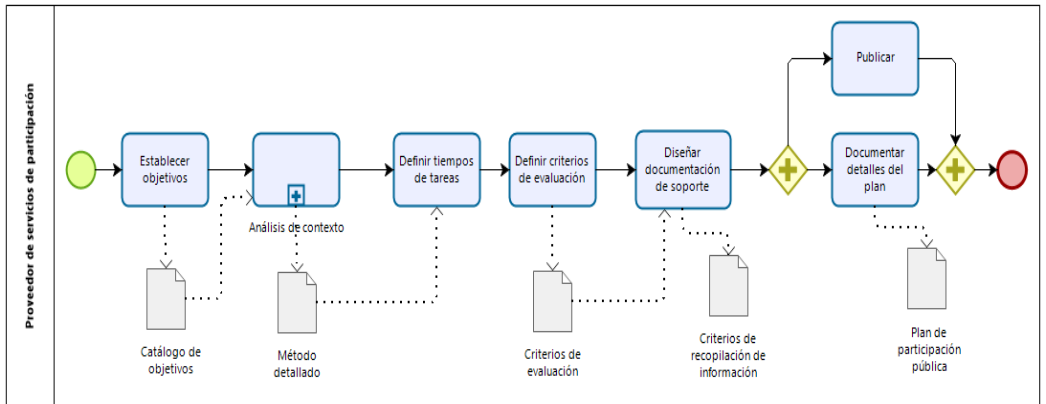 Proveedor de servicios de participación
Publicar
Establecer
objetivos
Análisis de contexto
Definir tiempos
de tareas
Definir criterios
de evaluación
Diseñar
documentación
de soporte
Documentar
detalles del
plan
Catálogo de
objetivos
Método
detallado
Criterios de
evaluación
Criterios de
recopilación de
información
Plan de
participación
pública